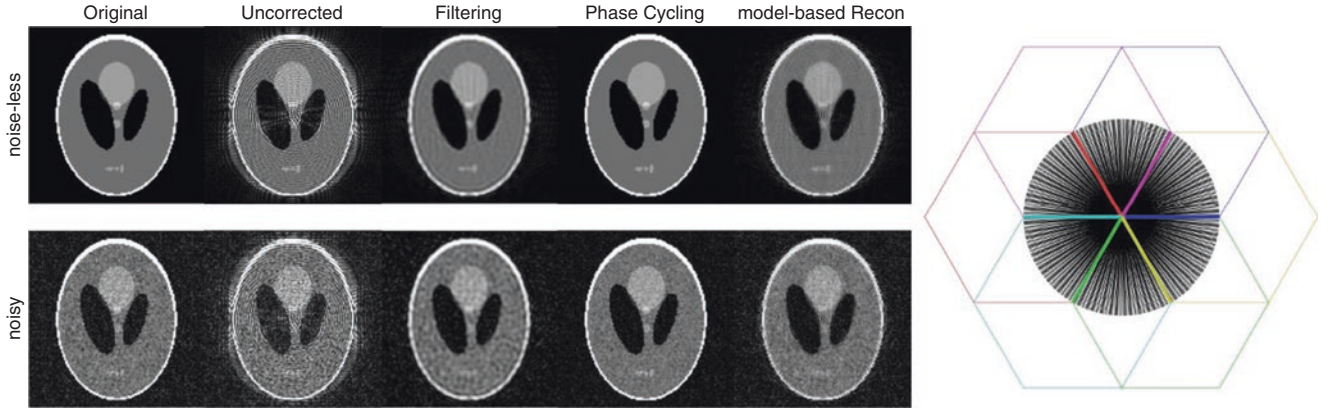 Original Uncorrected Filtering Phase Cycling model-based Recon
noise-less
noisy